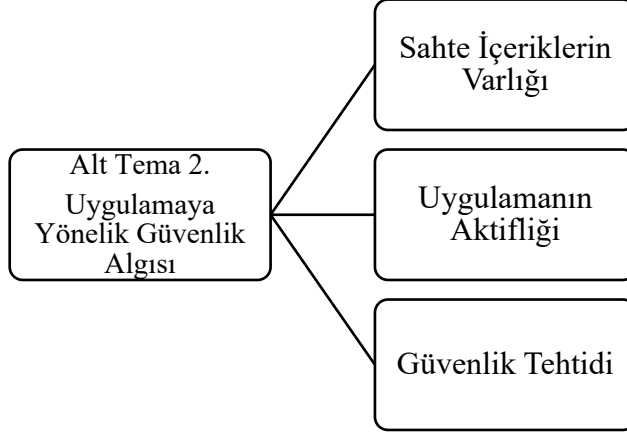 Alt Tema 2.
Uygulamaya
Yönelik Güvenlik
Algısı
Sahte İçeriklerin
Varlığı
Uygulamanın
Aktifliği
Güvenlik Tehtidi